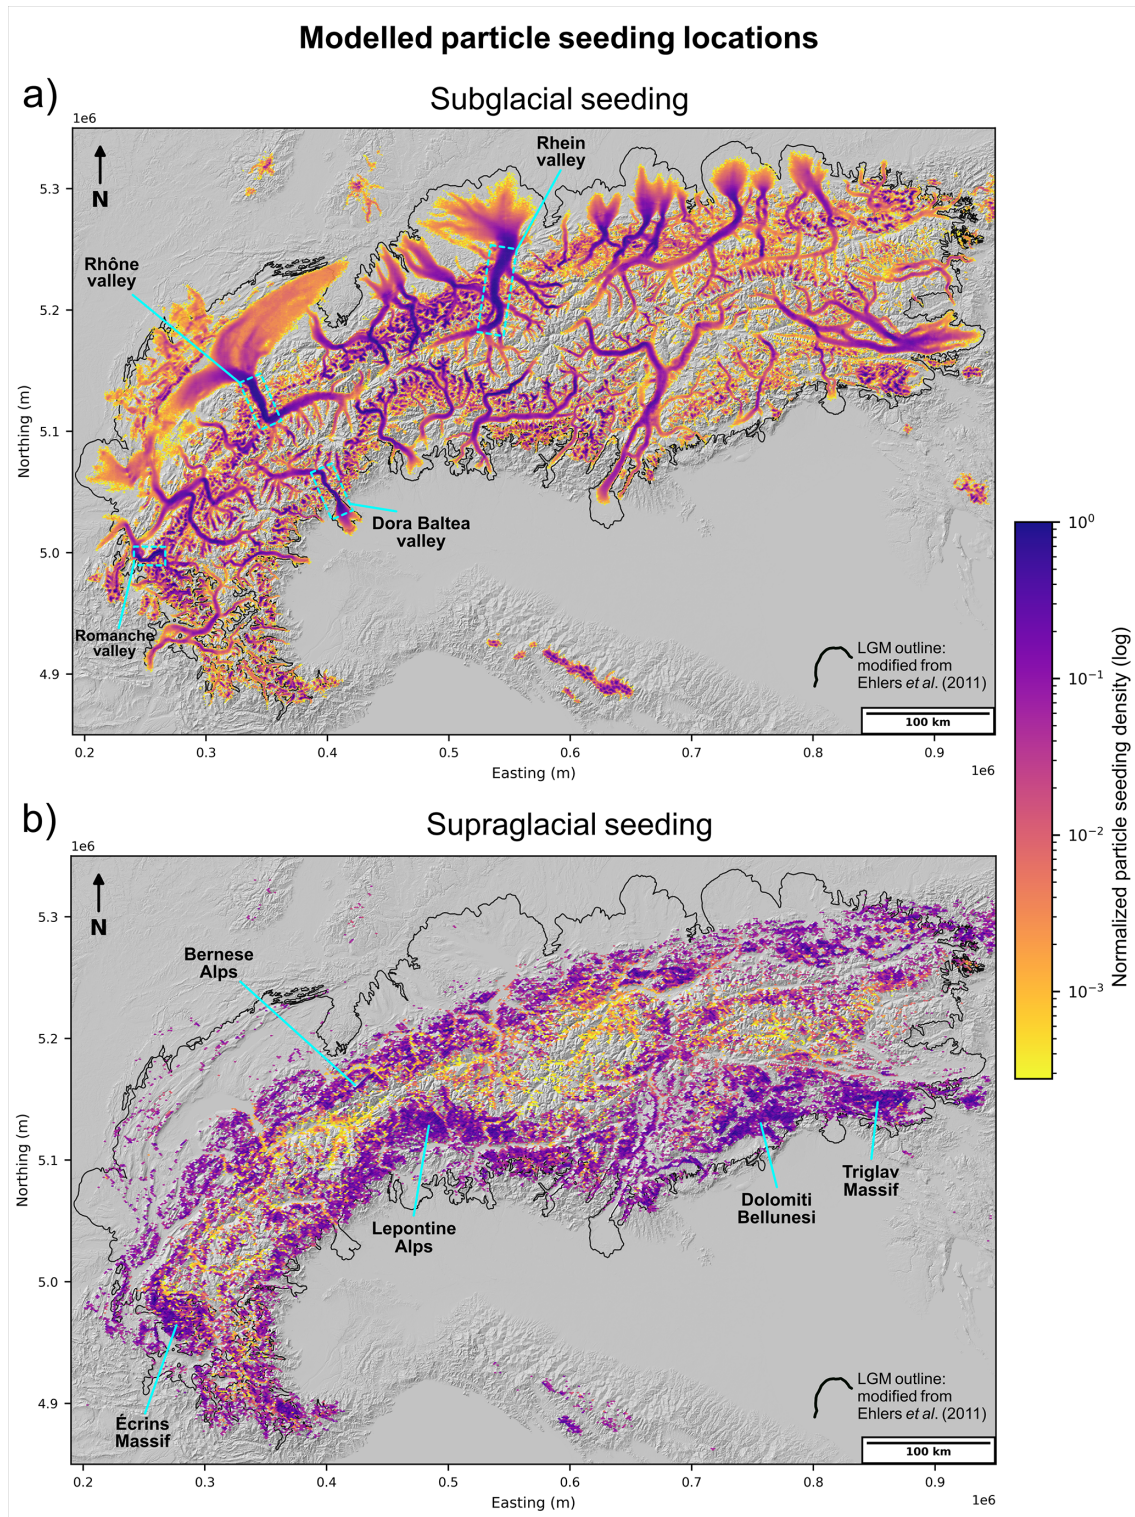 Modelled particle seeding locations
a)
Subglacial seeding
1e6
N
Rhein
valley
Rhône
valley
Dora Baltea
valley
Romanche
valley
LGM outline:
modified from
Ehlers et al. (2011)
100 km
5.3
5.2
5.1
5.0
4.9
Northing (m)
0.2 0.3 0.4 0.5 0.6 0.7 0.8 0.9
Easting (m)
1e6
b)
Supraglacial seeding
1e6
N
Bernese
Alps
Lepontine
Alps
Dolomiti
Bellunesi
Triglav
Massif
Écrins
Massif
LGM outline:
modified from
Ehlers et al. (2011)
100 km
5.3
5.2
5.1
5.0
4.9
Northing (m)
0.2 0.3 0.4 0.5 0.6 0.7 0.8 0.9
Easting (m)
1e6
10⁰
10⁻¹
10⁻²
10⁻³
Normalized particle seeding density (log)